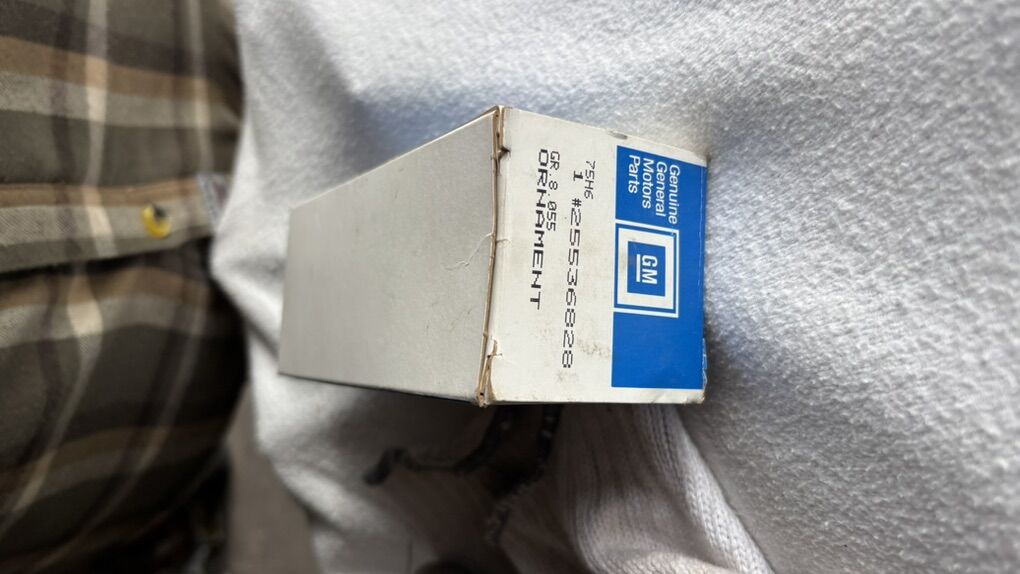 Genuine
General
Motors
Parts
GM
75H6
1 #25536828
GR 8.055
ORNAMENT